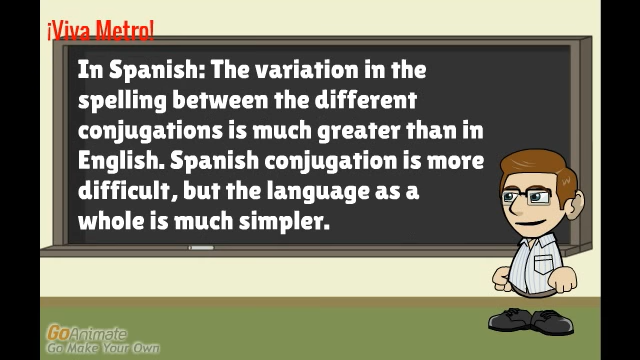 ¡Viva Metro!
In Spanish: The variation in the
spelling between the different
conjugations is much greater than in
English. Spanish conjugation is more
difficult, but the language as a
whole is much simpler.
GoAnimate
Go Make Your Own